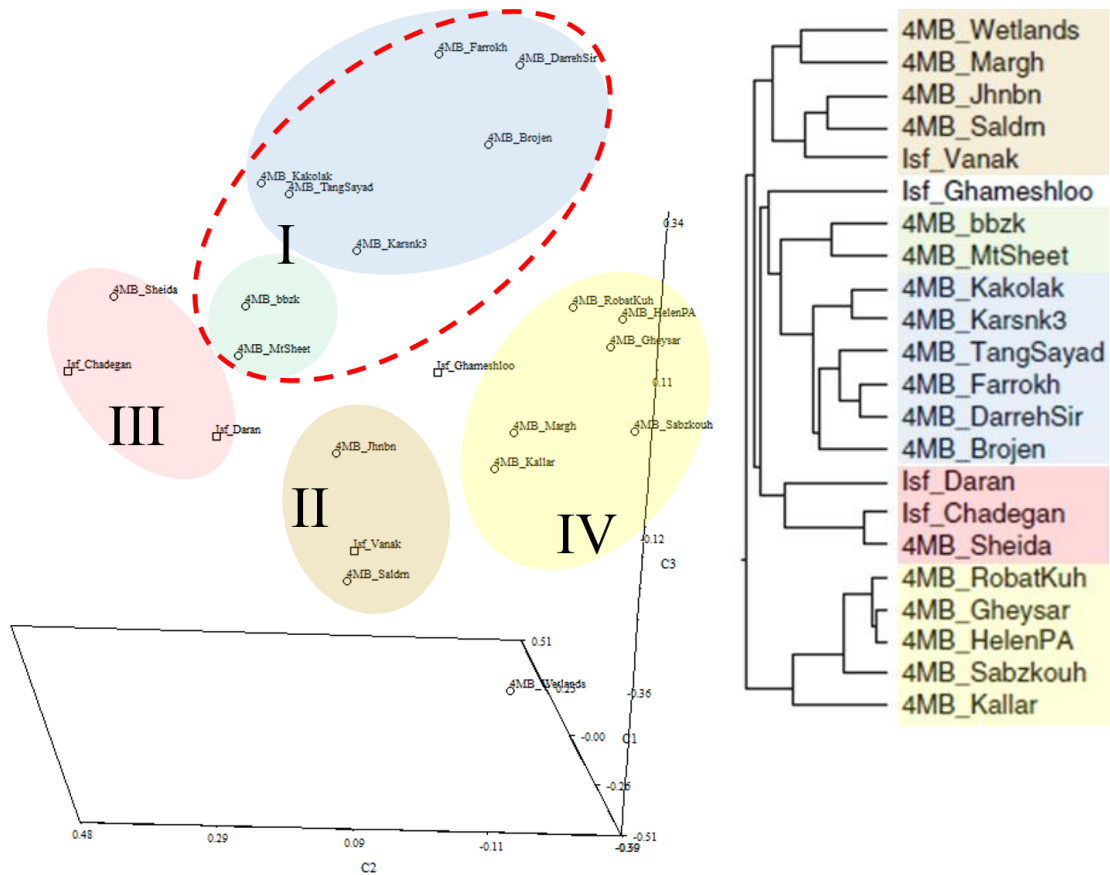 4MB_Farrokh
4MB_DarrehSir
4MB_Brojen
4MB_Kakolak
4MB_TangSayad
4MB_Karsnk3
I
4MB_Sheida
4MB_bbzk
4MB_MtSheet
Isf_Chadegan
III
Isf_Daran
0.34
4MB_RobatKuh
4MB_HelenPA
4MB_Gheysar
Isf_Ghameshloo
0.11
4MB_Margh
4MB_Sabzkouh
4MB_Kallar
IV
4MB_Jhnbn
II
Isf_Vanak
4MB_Saldrn
-0.12
C3
0.51
4MB_Wetlands
0.25
-0.36
-0.00
C1
-0.26
-0.51
0.48
0.29
0.09
-0.11
C2
4MB_Wetlands
4MB_Margh
4MB_Jhnbn
4MB_Saldrn
Isf_Vanak
Isf_Ghameshloo
4MB_bbzk
4MB_MtSheet
4MB_Kakolak
4MB_Karsnk3
4MB_TangSayad
4MB_Farrokh
4MB_DarrehSir
4MB_Brojen
Isf_Daran
Isf_Chadegan
4MB_Sheida
4MB_RobatKuh
4MB_Gheysar
4MB_HelenPA
4MB_Sabzkouh
4MB_Kallar